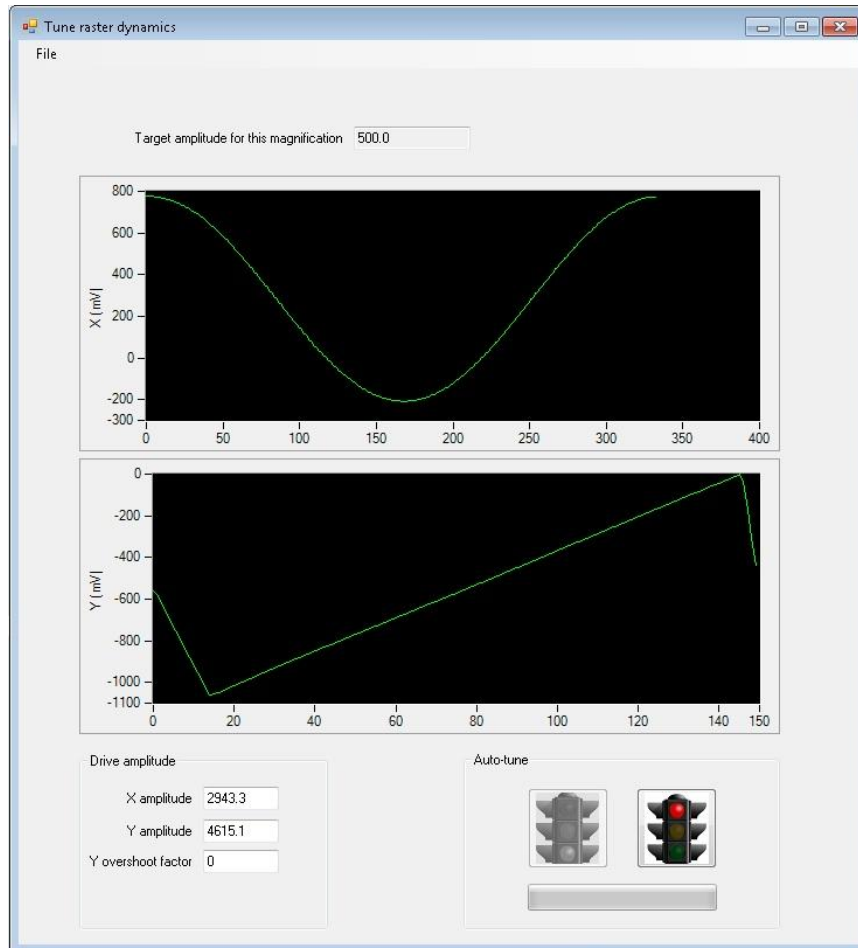 Tune raster dynamics
File
Target amplitude for this magnification 500.0
800
600
400
200
0
-200
-300
X (mV)
0 50 100 150 200 250 300 350 400
0
-200
-400
-600
-800
-1000
-1100
Y (mV)
0 20 40 60 80 100 120 140 150
Drive amplitude
X amplitude 2943.3
Y amplitude 4615.1
Y overshoot factor 0
Auto-tune